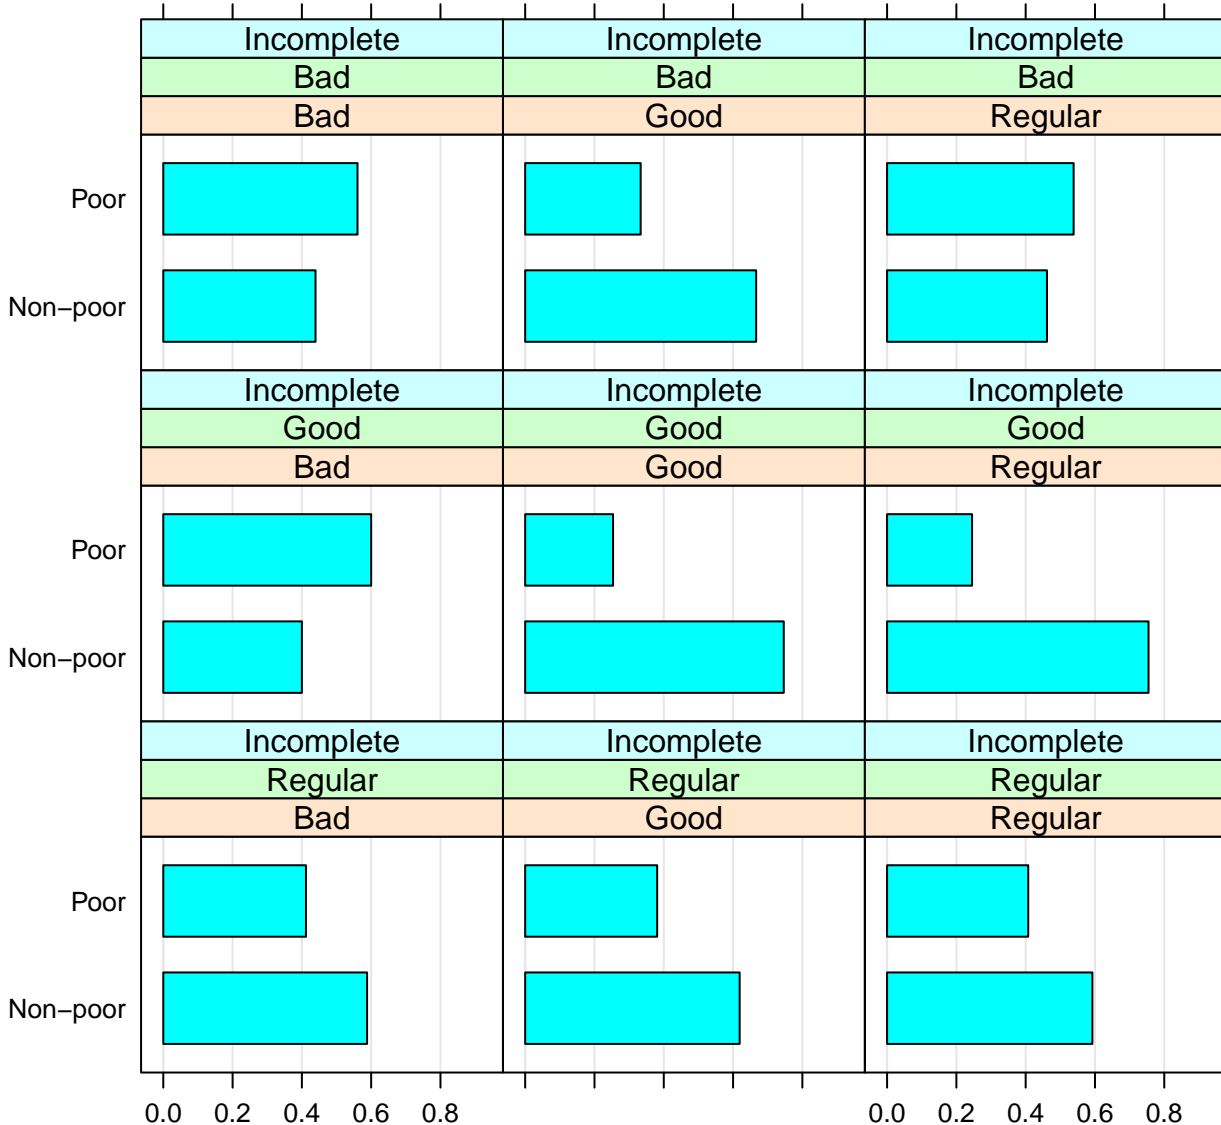 Incomplete Incomplete Incomplete
Bad Bad Bad
Bad Good Regular
Poor
Non−poor
Incomplete Incomplete Incomplete
Good Good Good
Bad Good Regular
Poor
Non−poor
Incomplete Incomplete Incomplete
Regular Regular Regular
Bad Good Regular
Poor
Non−poor
0.0 0.2 0.4 0.6 0.8 0.0 0.2 0.4 0.6 0.8